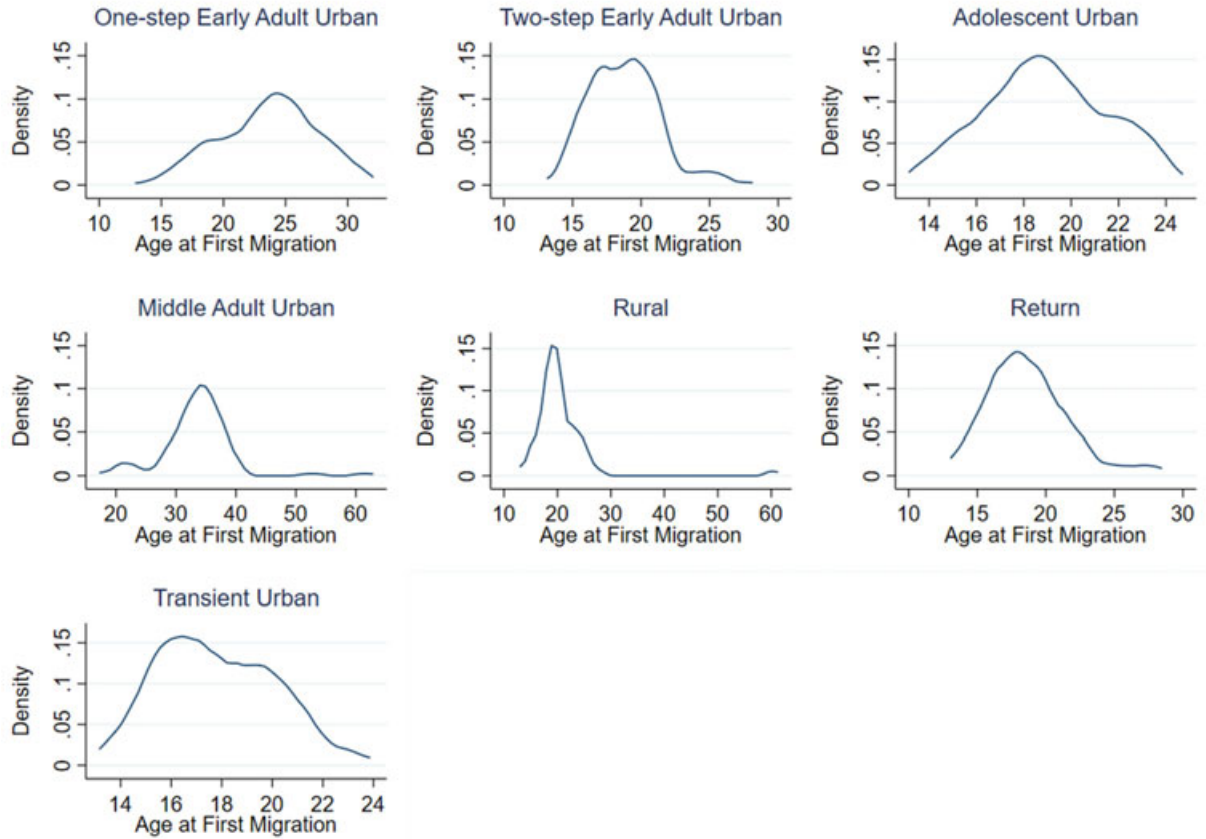 One-step Early Adult Urban
Density
0 .05 .1 .15
10 15 20 25 30
Age at First Migration
Two-step Early Adult Urban
Density
0 .05 .1 .15
10 15 20 25 30
Age at First Migration
Adolescent Urban
Density
0 .05 .1 .15
14 16 18 20 22 24
Age at First Migration
Middle Adult Urban
Density
0 .05 .1 .15
20 30 40 50 60
Age at First Migration
Rural
Density
0 .05 .1 .15
10 20 30 40 50 60
Age at First Migration
Return
Density
0 .05 .1 .15
10 15 20 25 30
Age at First Migration
Transient Urban
Density
0 .05 .1 .15
14 16 18 20 22 24
Age at First Migration